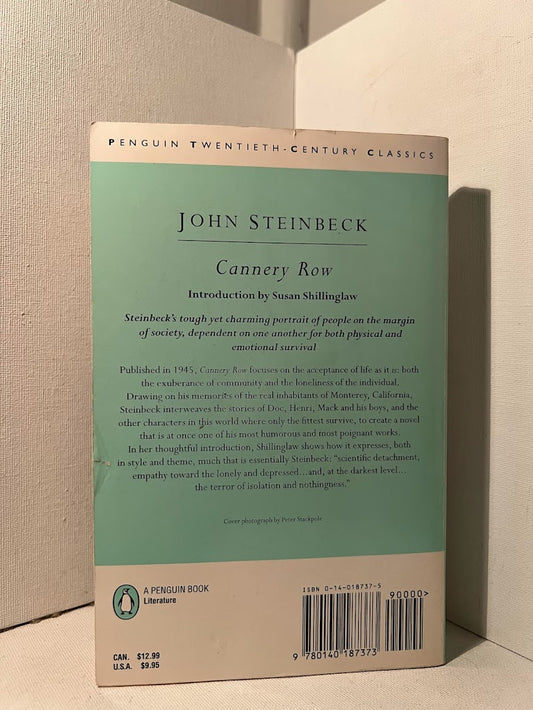 PENGUIN TWENTIETH-CENTURY CLASSICS
JOHN STEINBECK
Cannery Row
Introduction by Susan Shillinglaw
Steinbeck's tough yet charming portrait of people on the margin
of society, dependent on one another for both physical and
emotional survival
Published in 1945, Cannery Row focuses on the acceptance of life as it is: both
the exuberance of community and the loneliness of the individual.
Drawing on his memories of the real inhabitants of Monterey, California,
Steinbeck interweaves the stories of Doc, Henri, Mack and his boys, and the
other characters in this world where only the fittest survive, to create a novel
that is at once one of his most humorous and most poignant works.
In her thoughtful introduction, Shillinglaw shows how it expresses, both
in style and theme, much that is essentially Steinbeck: "scientific detachment,
empathy toward the lonely and depressed...and, at the darkest level...
the terror of isolation and nothingness."
Cover photograph by Peter Stackpole
A PENGUIN BOOK
Literature
CAN. $12.99
U.S.A. $9.95
ISBN 0-14-018737-5
90000>
9 780140 187373